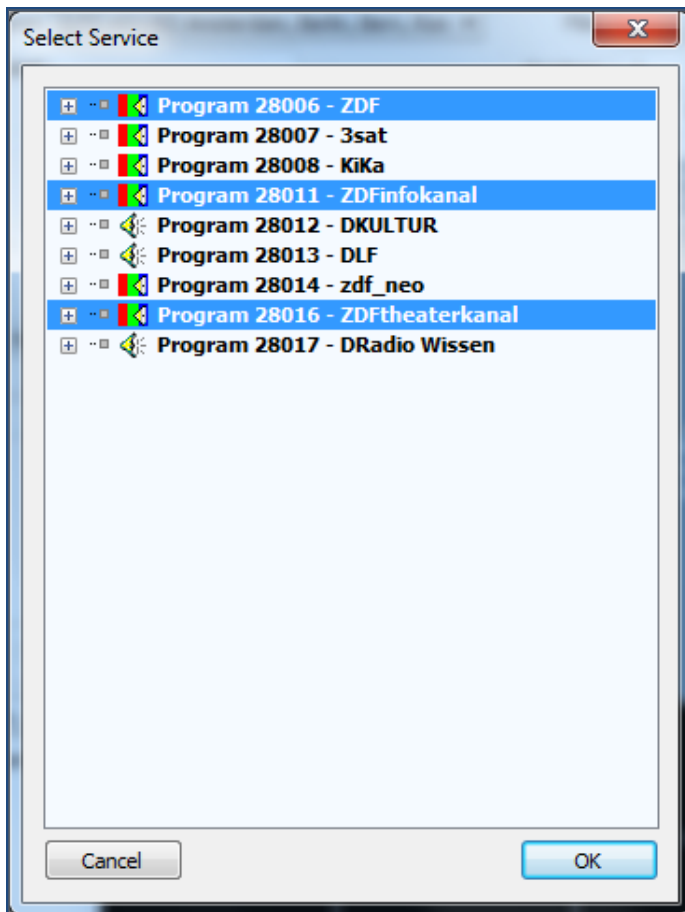 Select Service
Program 28006 - ZDF
Program 28007 - 3sat
Program 28008 - KiKa
Program 28011 - ZDFinfokanal
Program 28012 - DKULTUR
Program 28013 - DLF
Program 28014 - zdf_neo
Program 28016 - ZDFtheaterkanal
Program 28017 - DRadio Wissen
Cancel
OK